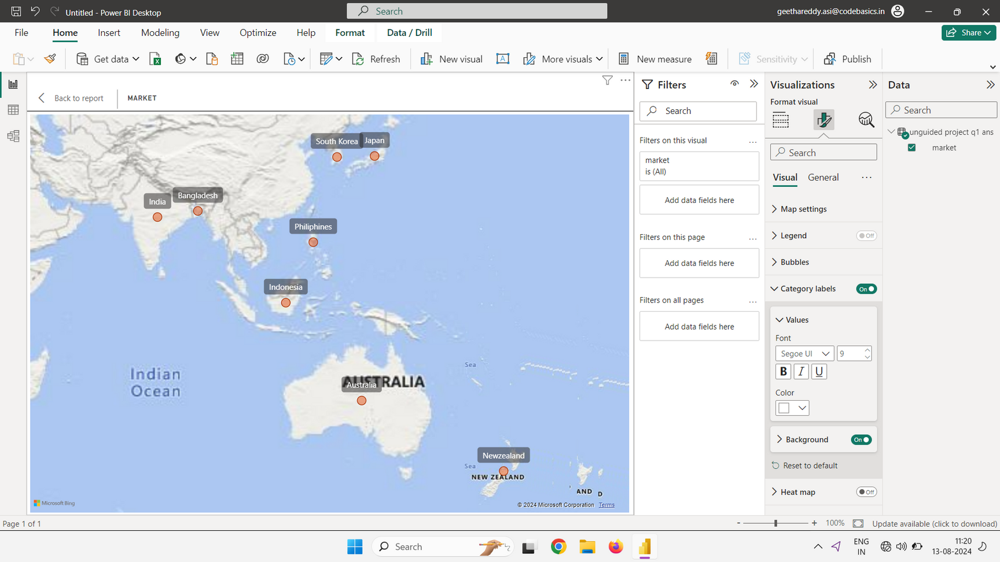 Untitled - Power BI Desktop
Search
geethareddy.asi@codebasics.in
File Home Insert Modeling View Optimize Help Format Data / Drill
Share
Get data
Refresh
New visual
A
More visuals
New measure
Sensitivity
Publish
Back to report
MARKET
South Korea
Japan
India
Bangladesh
Philiphines
Indonesia
Indian
Ocean
Sea
AUSTRALIA
Australia
Newzealand
Sea
NEW ZEALAND
AND D
Microsoft Bing
© 2024 Microsoft Corporation Terms
Filters
Search
Filters on this visual ...
market
is (All)
Add data fields here
Filters on this page ...
Add data fields here
Filters on all pages ...
Add data fields here
Visualizations
Format visual
Search
Visual General ...
Map settings
Legend Off
Bubbles
Category labels On
Values
Font
Segoe UI 9
B I U
Color
Background On
Reset to default
Heat map Off
Data
Search
unguided project q1 ans
market
Page 1 of 1
- + 100%
Update available (click to download)
Search
ENG
IN
11:20
13-08-2024